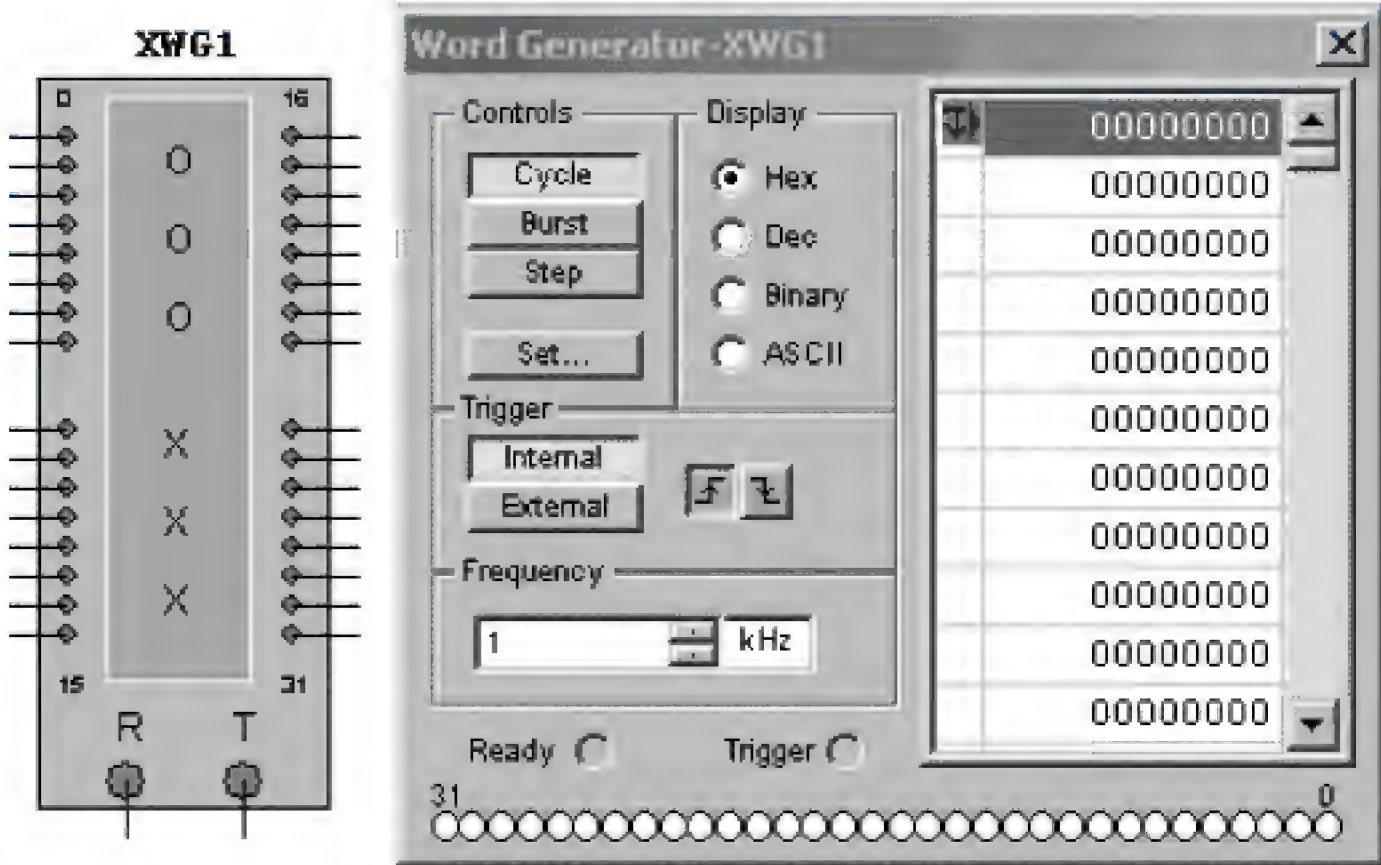 XWG1
0 16
O
O
O
X
X
X
15 31
R T
Word Generator-XWG1
Controls
Cycle
Burst
Step
Set...
Display
Hex
Dec
Binary
ASCII
Trigger
Internal
External
Frequency
1 kHz
Ready Trigger
00000000
00000000
00000000
00000000
00000000
00000000
00000000
00000000
00000000
00000000
00000000
31 0